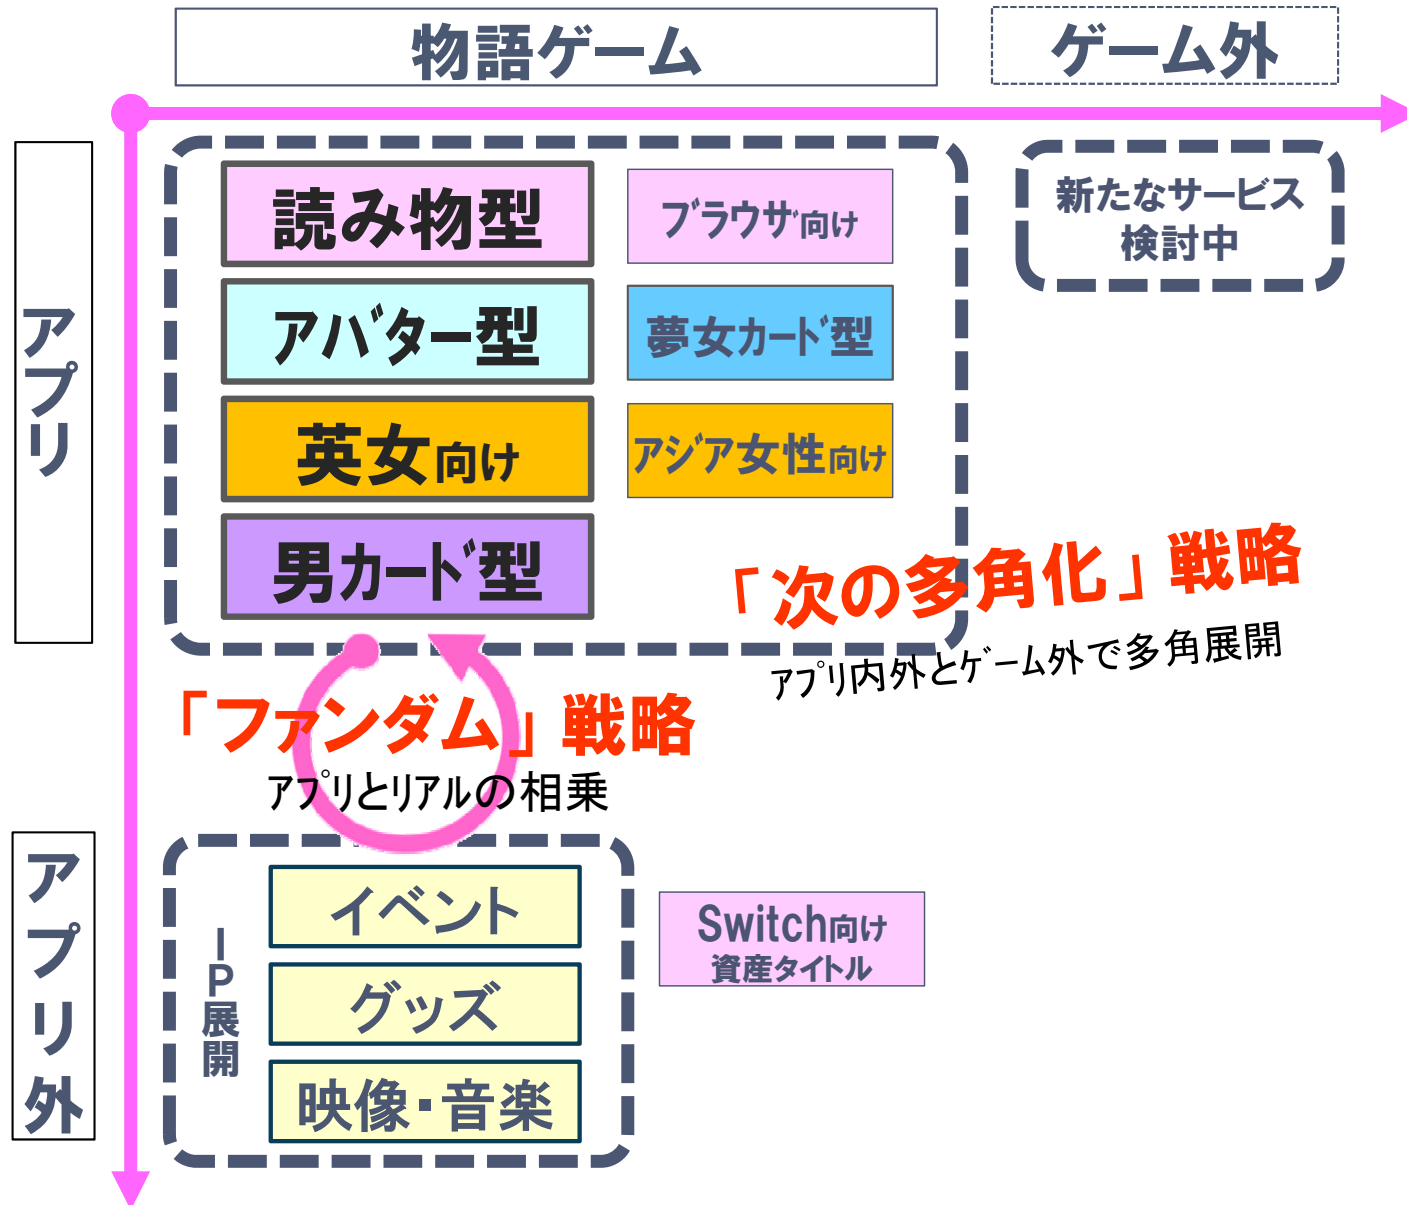 物語ゲーム
ゲーム外
アプリ
読み物型
ﾌﾞﾗｳｻﾞ向け
新たなサービス
検討中
アバター型
夢女ｶｰﾄﾞ型
英女向け
アジア女性向け
男ｶｰﾄﾞ型
「次の多角化」戦略
ｱﾌﾟﾘ内外とｹﾞｰﾑ外で多角展開
「ファンダム」戦略
ｱﾌﾟﾘとﾘｱﾙの相乗
アプリ外
IP展開
イベント
グッズ
映像・音楽
Switch向け
資産タイトル